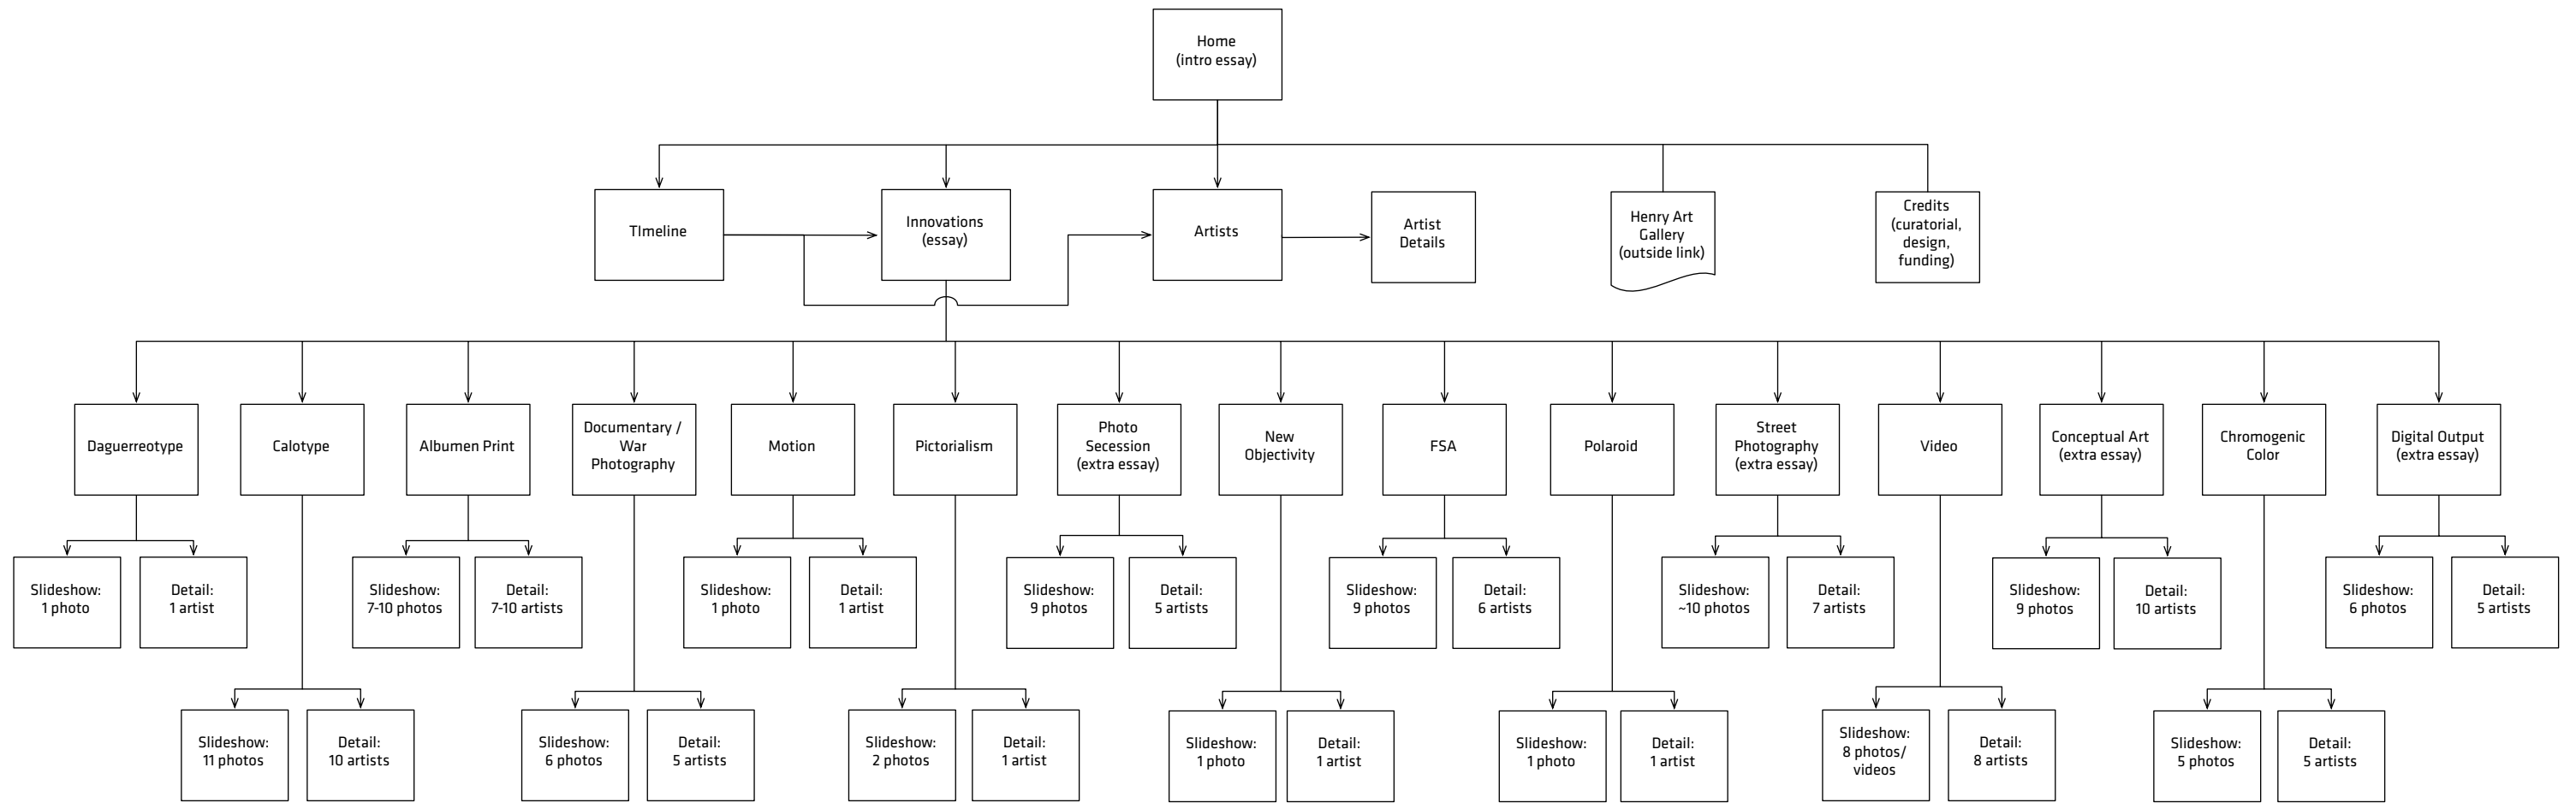 Home
(intro essay)
TImeline
Innovations
(essay)
Artists
Artist
Details
Henry Art
Gallery
(outside link)
Credits
(curatorial,
design,
funding)
Daguerreotype
Calotype
Albumen Print
Documentary /
War
Photography
Motion
Pictorialism
Photo
Secession
(extra essay)
New
Objectivity
FSA
Polaroid
Street
Photography
(extra essay)
Video
Conceptual Art
(extra essay)
Chromogenic
Color
Digital Output
(extra essay)
Slideshow:
1 photo
Detail:
1 artist
Slideshow:
7-10 photos
Detail:
7-10 artists
Slideshow:
1 photo
Detail:
1 artist
Slideshow:
9 photos
Detail:
5 artists
Slideshow:
9 photos
Detail:
6 artists
Slideshow:
~10 photos
Detail:
7 artists
Slideshow:
9 photos
Detail:
10 artists
Slideshow:
6 photos
Detail:
5 artists
Slideshow:
11 photos
Detail:
10 artists
Slideshow:
6 photos
Detail:
5 artists
Slideshow:
2 photos
Detail:
1 artist
Slideshow:
1 photo
Detail:
1 artist
Slideshow:
1 photo
Detail:
1 artist
Slideshow:
8 photos/
videos
Detail:
8 artists
Slideshow:
5 photos
Detail:
5 artists